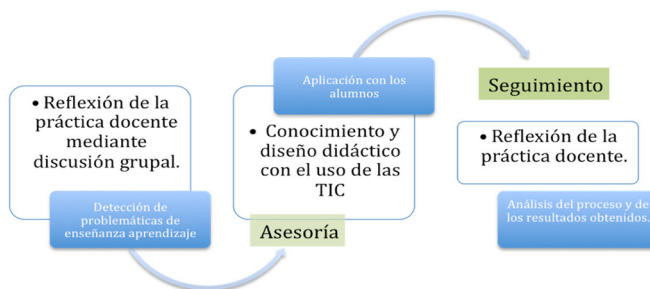 • Reflexión de la
práctica docente
mediante
discusión grupal.
Detección de
problemáticas de
enseñanza aprendizaje
Aplicación con los
alumnos
• Conocimiento y
diseño didáctico
con el uso de las
TIC
Asesoría
Seguimiento
• Reflexión de la
práctica docente.
Análisis del proceso y de
los resultados obtenidos.